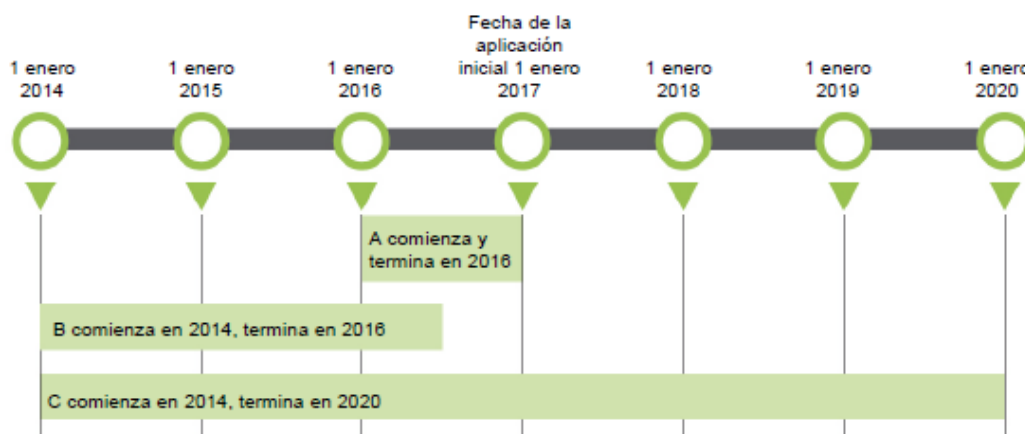 Fecha de la
aplicación
inicial 1 enero
2017
1 enero
2014
1 enero
2015
1 enero
2016
1 enero
2018
1 enero
2019
1 enero
2020
A comienza y
termina en 2016
B comienza en 2014, termina en 2016
C comienza en 2014, termina en 2020